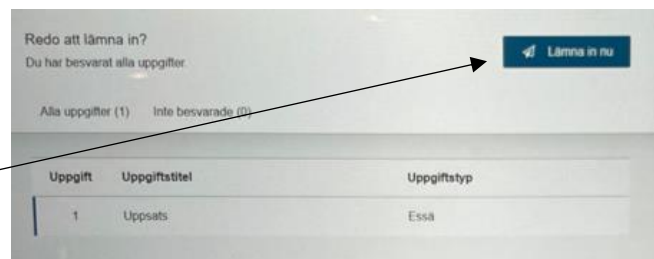 Redo att lämna in?
Du har besvarat alla uppgifter.
Lämna in nu
Alla uppgifter (1) Inte besvarade (0)
Uppgift Uppgiftstitel Uppgiftstyp
1 Uppsats Essä